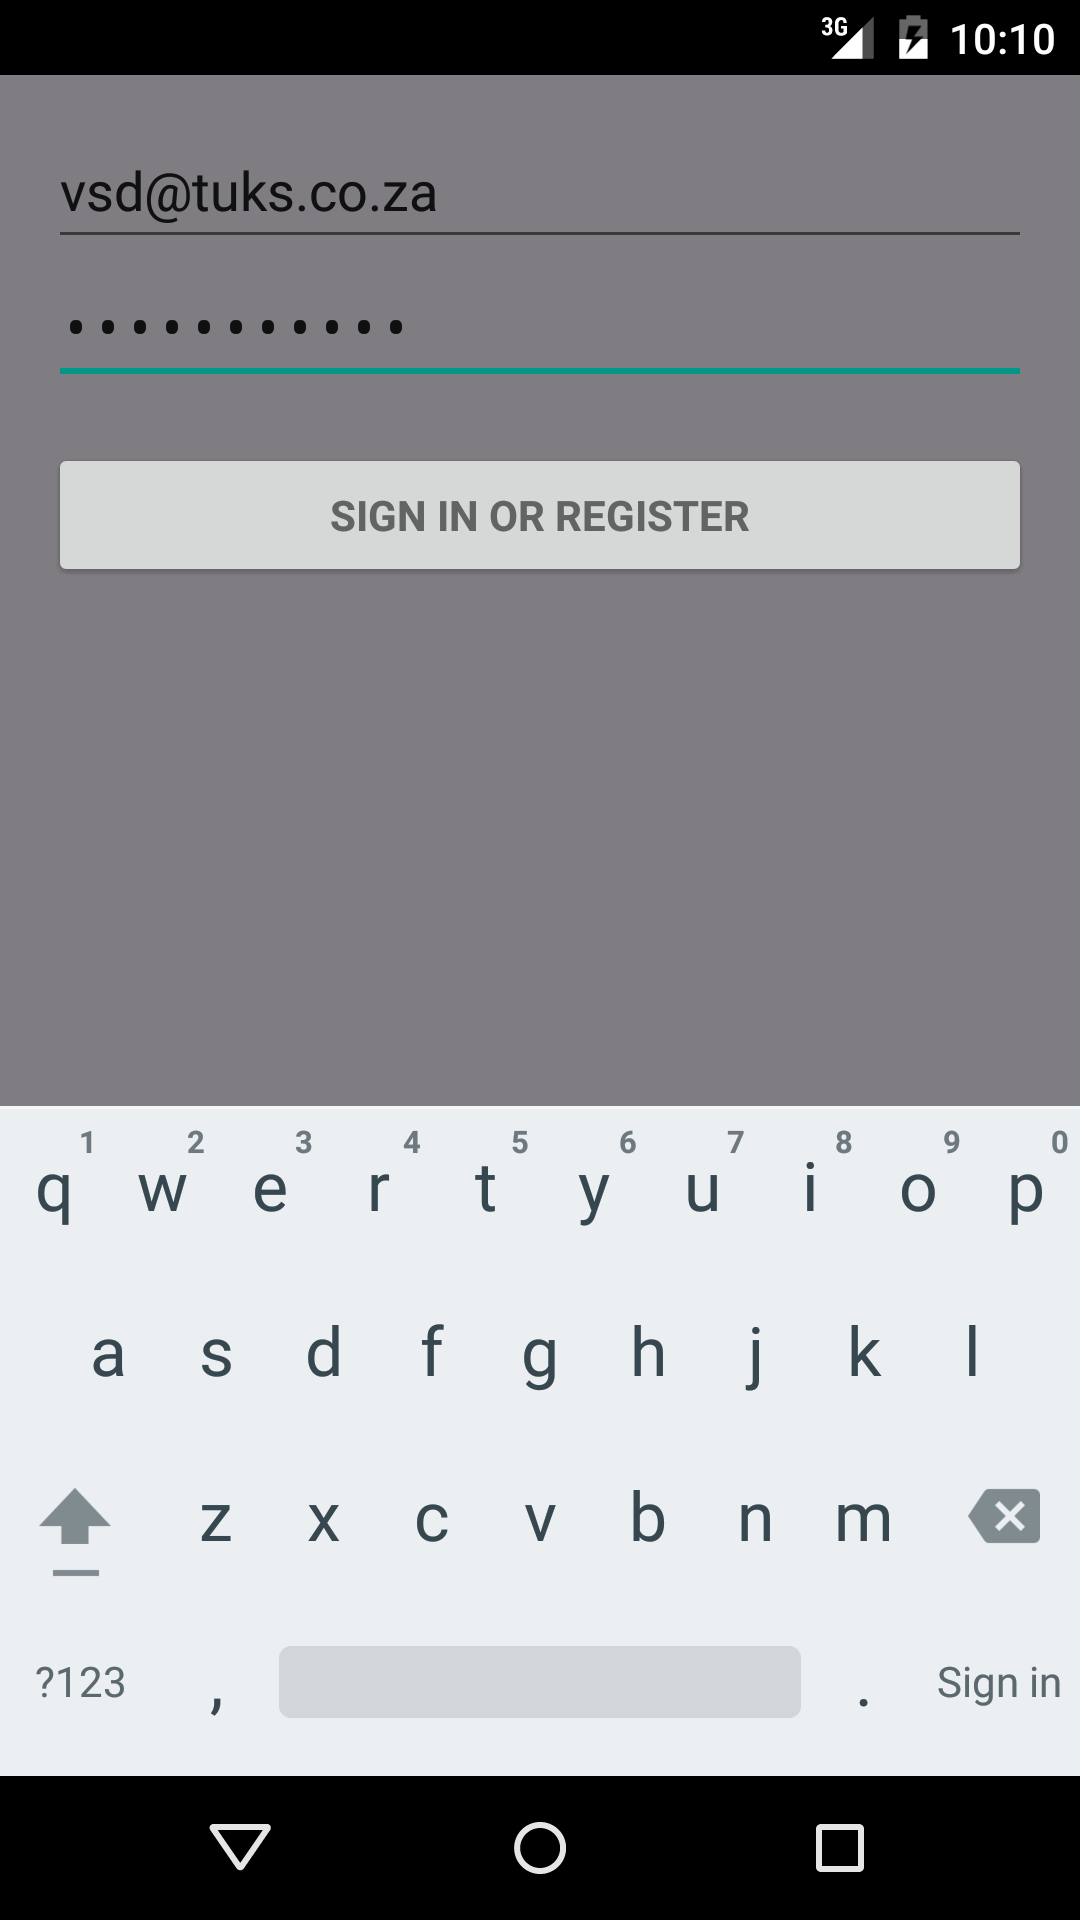 3G 10:10
vsd@tuks.co.za
...........
SIGN IN OR REGISTER
1 2 3 4 5 6 7 8 9 0
q w e r t y u i o p
a s d f g h j k l
z x c v b n m
?123 , . Sign in